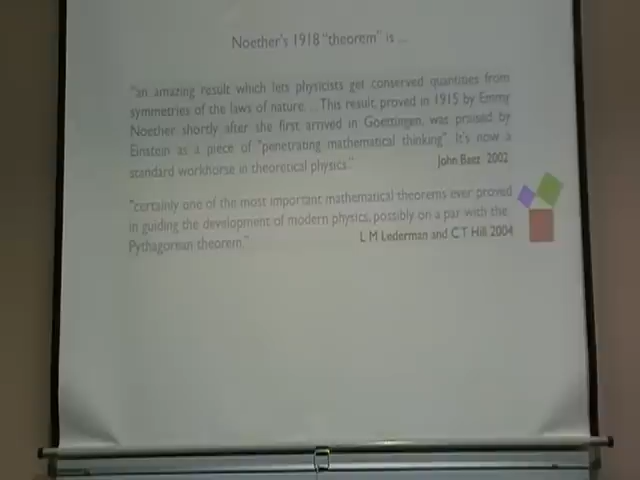 Noether's 1918 "theorem" is ...
"an amazing result which lets physicists get conserved quantities from
symmetries of the laws of nature. ...This result, proved in 1915 by Emmy
Noether shortly after she first arrived in Goettingen, was praised by
Einstein as a piece of "penetrating mathematical thinking" It's now a
standard workhorse in theoretical physics."
John Baez 2002
"certainly one of the most important mathematical theorems ever proved
in guiding the development of modern physics, possibly on a par with the
Pythagorean theorem."
L M Lederman and C T Hill 2004